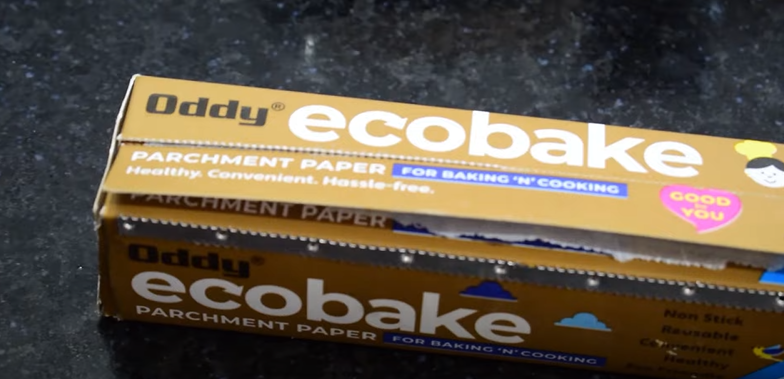 Oddy® ecobake
PARCHMENT PAPER FOR BAKING 'N' COOKING
Healthy. Convenient. Hassle-free.
GOOD
YOU
PARCHMENT PAPER
Oddy®
ecobake
PARCHMENT PAPER FOR BAKING 'N' COOKING
Non Stick
Reusable
Convenient
Healthy